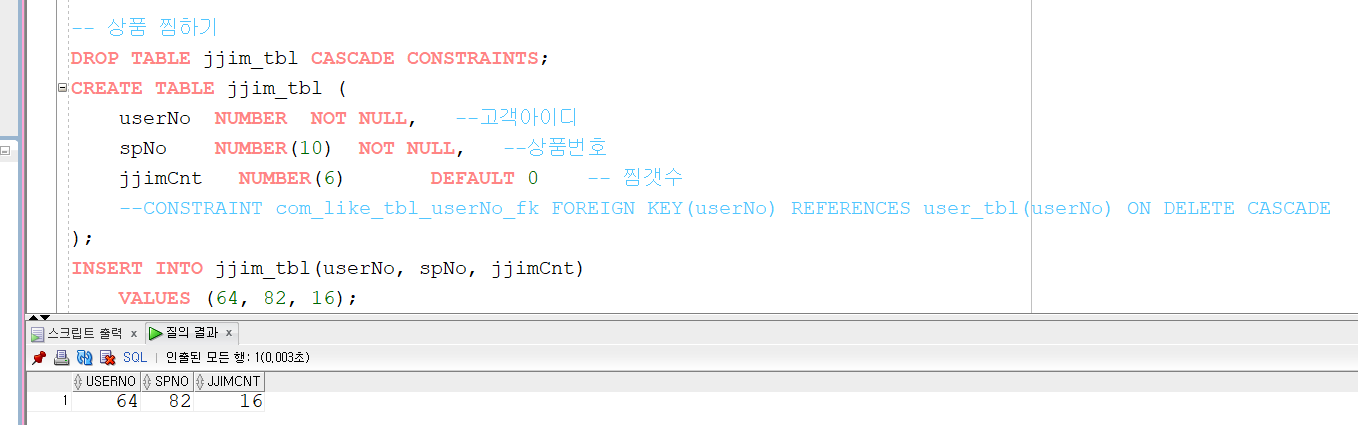 -- 상품 찜하기
DROP TABLE jjim_tbl CASCADE CONSTRAINTS;
CREATE TABLE jjim_tbl (
userNo NUMBER NOT NULL, --고객아이디
spNo NUMBER(10) NOT NULL, --상품번호
jjimCnt NUMBER(6) DEFAULT 0 -- 찜갯수
--CONSTRAINT com_like_tbl_userNo_fk FOREIGN KEY(userNo) REFERENCES user_tbl(userNo) ON DELETE CASCADE
);
INSERT INTO jjim_tbl(userNo, spNo, jjimCnt)
VALUES (64, 82, 16);
스크립트 출력 x 질의 결과 x
SQL | 인출된 모든 행: 1(0,003초)
USERNO SPNO JJIMCNT
1 64 82 16